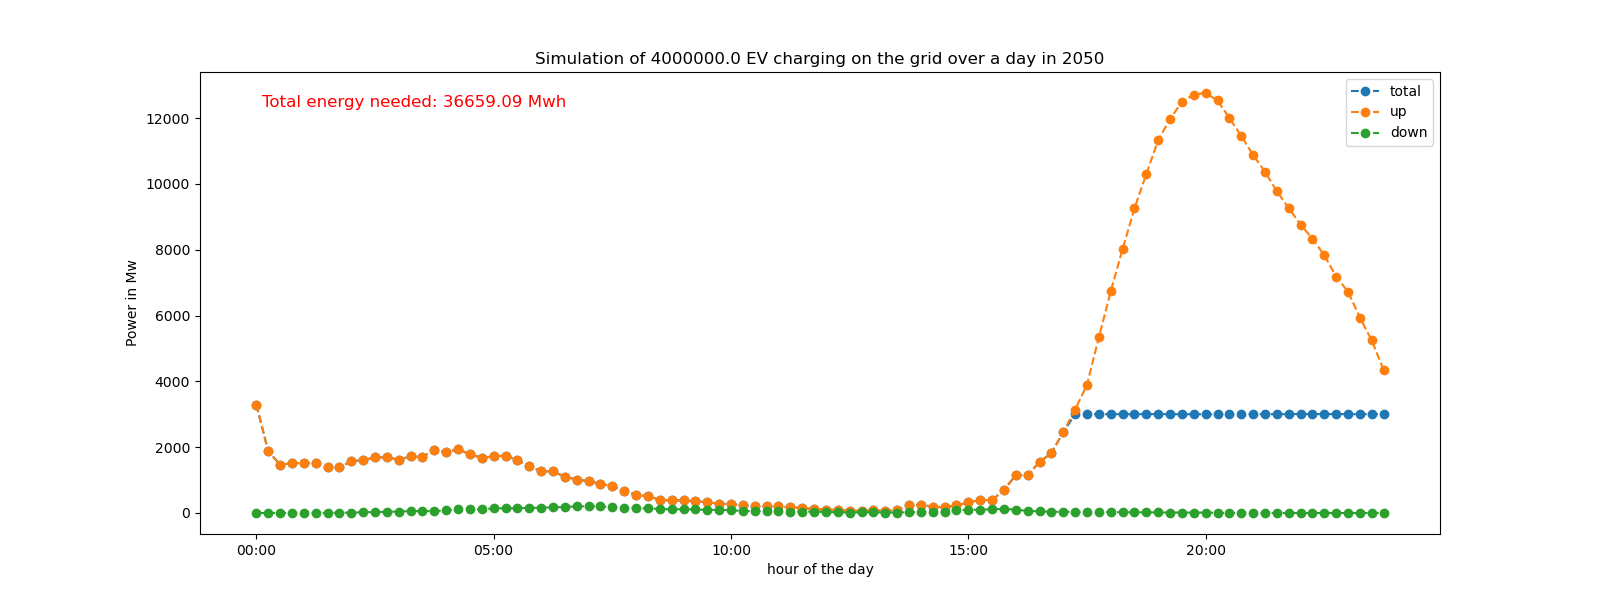 Simulation of 4000000.0 EV charging on the grid over a day in 2050
Total energy needed: 36659.09 Mwh
total
up
down
12000
10000
8000
6000
4000
2000
0
Power in Mw
00:00
05:00
10:00
15:00
20:00
hour of the day